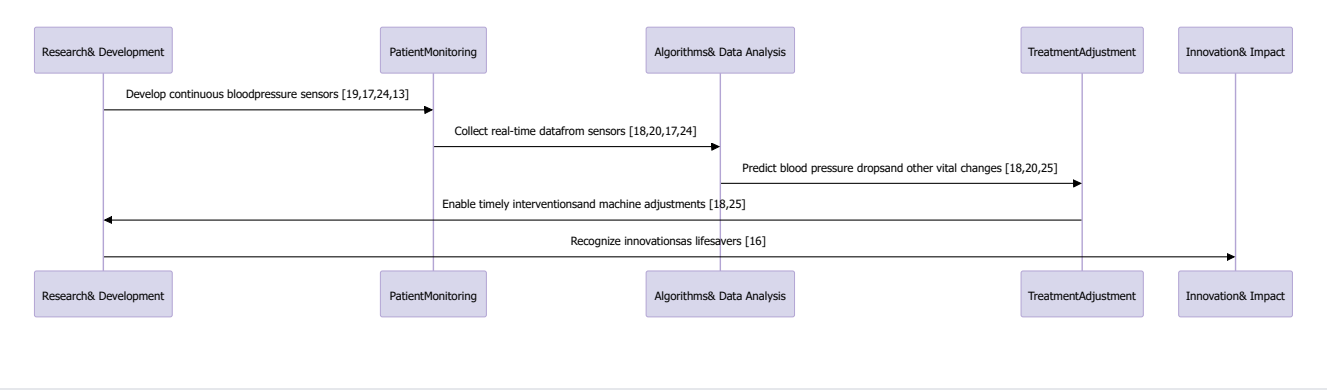 Research& Development
PatientMonitoring
Algorithms& Data Analysis
TreatmentAdjustment
Innovation& Impact
Develop continuous bloodpressure sensors [19,17,24,13]
Collect real-time datafrom sensors [18,20,17,24]
Predict blood pressure dropsand other vital changes [18,20,25]
Enable timely interventionsand machine adjustments [18,25]
Recognize innovationsas lifesavers [16]
Research& Development
PatientMonitoring
Algorithms& Data Analysis
TreatmentAdjustment
Innovation& Impact